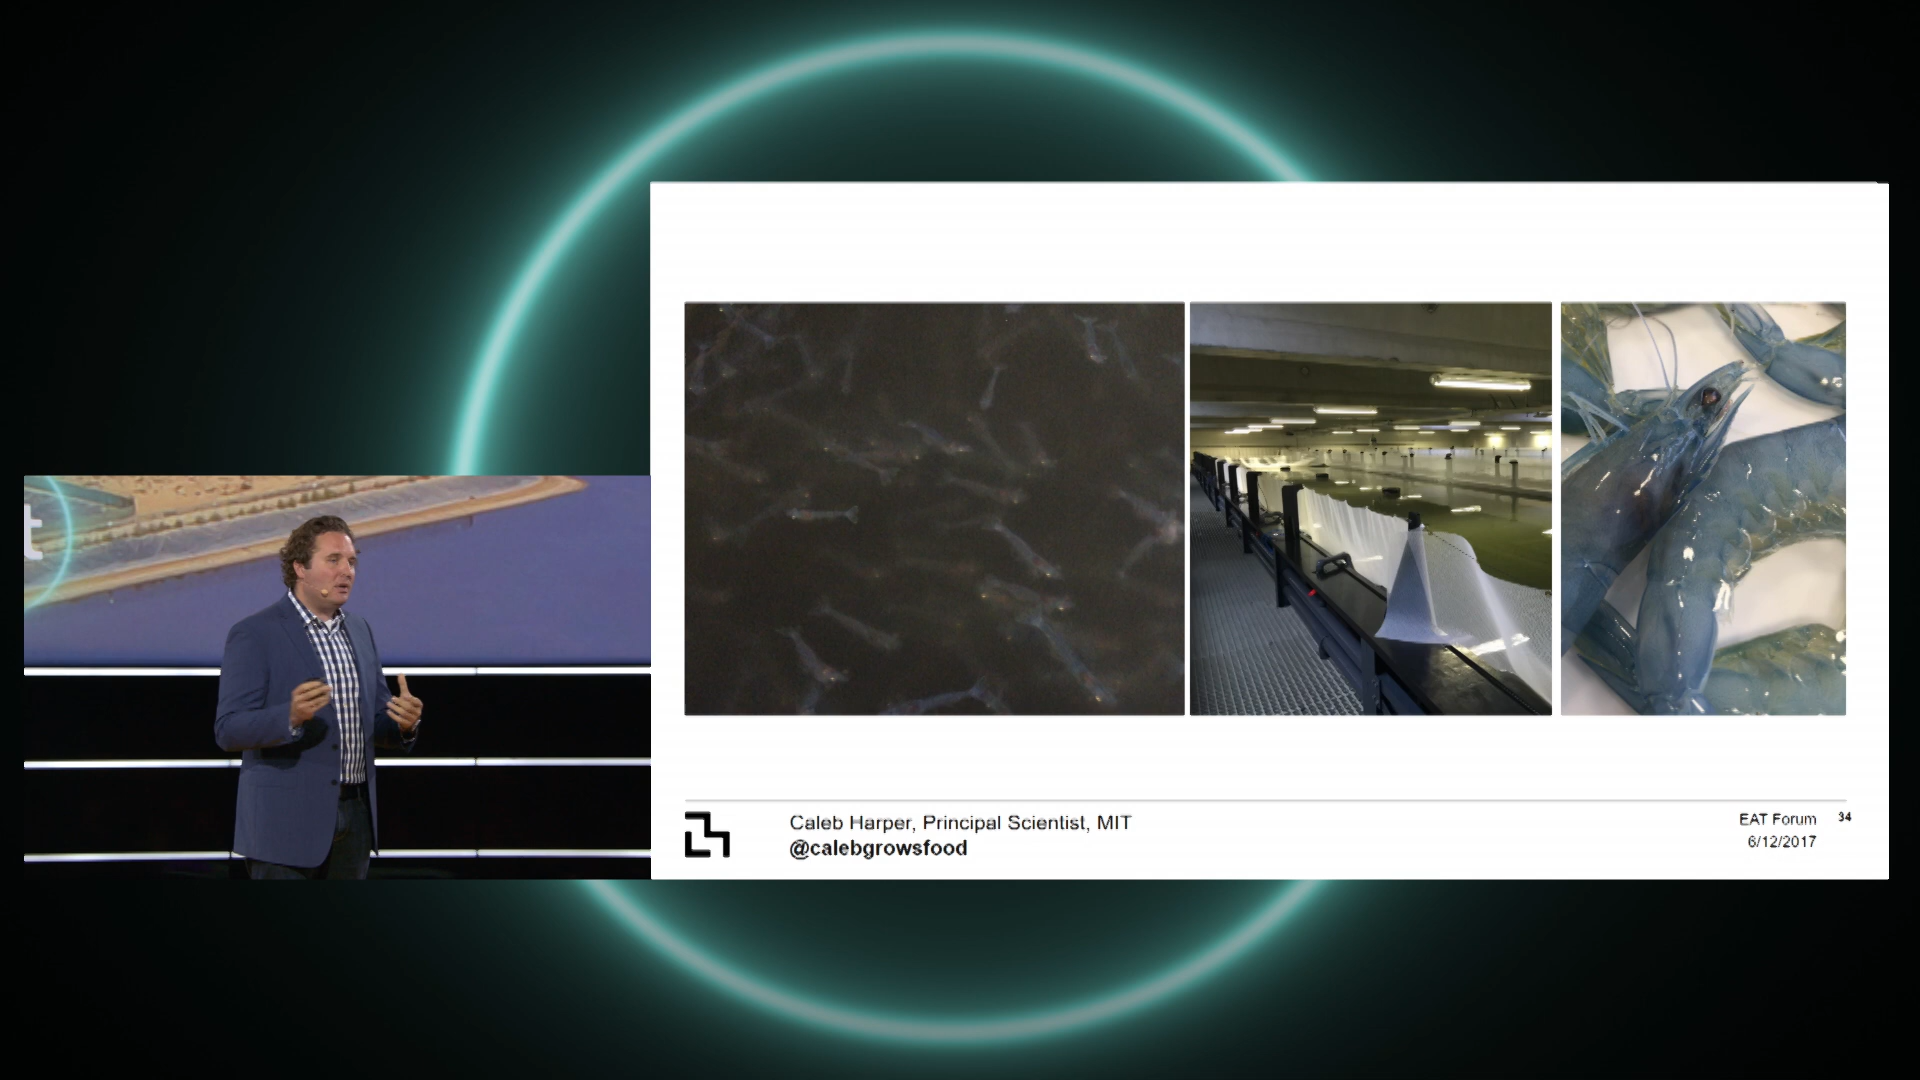 t
Caleb Harper, Principal Scientist, MIT
@calebgrowsfood
EAT Forum 34
6/12/2017